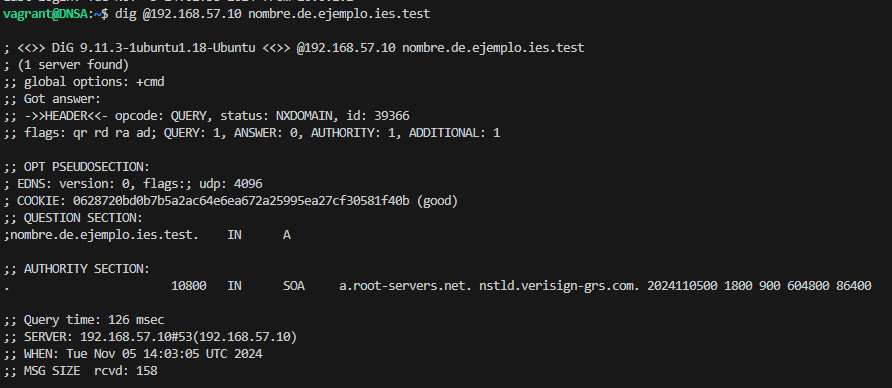 vagrant@DNSA:~$ dig @192.168.57.10 nombre.de.ejemplo.ies.test
; <<>> DiG 9.11.3-1ubuntu1.18-Ubuntu <<>> @192.168.57.10 nombre.de.ejemplo.ies.test
; (1 server found)
;; global options: +cmd
;; Got answer:
;; ->>HEADER<<- opcode: QUERY, status: NXDOMAIN, id: 39366
;; flags: qr rd ra ad; QUERY: 1, ANSWER: 0, AUTHORITY: 1, ADDITIONAL: 1
;; OPT PSEUDOSECTION:
; EDNS: version: 0, flags:; udp: 4096
; COOKIE: 0628720bd0b7b5a2ac64e6ea672a25995ea27cf30581f40b (good)
;; QUESTION SECTION:
;nombre.de.ejemplo.ies.test. IN A
;; AUTHORITY SECTION:
. 10800 IN SOA a.root-servers.net. nstld.verisign-grs.com. 2024110500 1800 900 604800 86400
;; Query time: 126 msec
;; SERVER: 192.168.57.10#53(192.168.57.10)
;; WHEN: Tue Nov 05 14:03:05 UTC 2024
;; MSG SIZE rcvd: 158